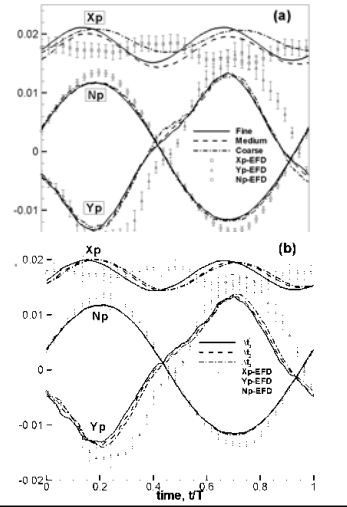 (a)
Xp
0.02
0.01
Np
Fine
Medium
Coarse
Xp-EFD
Yp-EFD
Np-EFD
0
-0.01
Yp
(b)
0.02
Xp
0.01
Np
Xp-EFD
Yp-EFD
Np-EFD
0
-0.01
Yp
-0.02
0 0.2 0.4 0.6 0.8 1
time, t/T